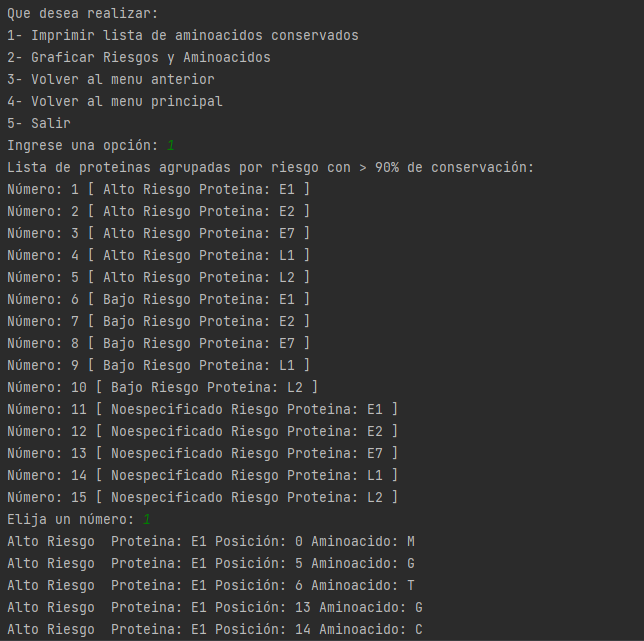 Que desea realizar:
1- Imprimir lista de aminoacidos conservados
2- Graficar Riesgos y Aminoacidos
3- Volver al menu anterior
4- Volver al menu principal
5- Salir
Ingrese una opción: 1
Lista de proteinas agrupadas por riesgo con > 90% de conservación:
Número: 1 [ Alto Riesgo Proteina: E1 ]
Número: 2 [ Alto Riesgo Proteina: E2 ]
Número: 3 [ Alto Riesgo Proteina: E7 ]
Número: 4 [ Alto Riesgo Proteina: L1 ]
Número: 5 [ Alto Riesgo Proteina: L2 ]
Número: 6 [ Bajo Riesgo Proteina: E1 ]
Número: 7 [ Bajo Riesgo Proteina: E2 ]
Número: 8 [ Bajo Riesgo Proteina: E7 ]
Número: 9 [ Bajo Riesgo Proteina: L1 ]
Número: 10 [ Bajo Riesgo Proteina: L2 ]
Número: 11 [ Noespecificado Riesgo Proteina: E1 ]
Número: 12 [ Noespecificado Riesgo Proteina: E2 ]
Número: 13 [ Noespecificado Riesgo Proteina: E7 ]
Número: 14 [ Noespecificado Riesgo Proteina: L1 ]
Número: 15 [ Noespecificado Riesgo Proteina: L2 ]
Elija un número: 1
Alto Riesgo  Proteina: E1 Posición: 0 Aminoacido: M
Alto Riesgo  Proteina: E1 Posición: 5 Aminoacido: G
Alto Riesgo  Proteina: E1 Posición: 6 Aminoacido: T
Alto Riesgo  Proteina: E1 Posición: 13 Aminoacido: G
Alto Riesgo  Proteina: E1 Posición: 14 Aminoacido: C